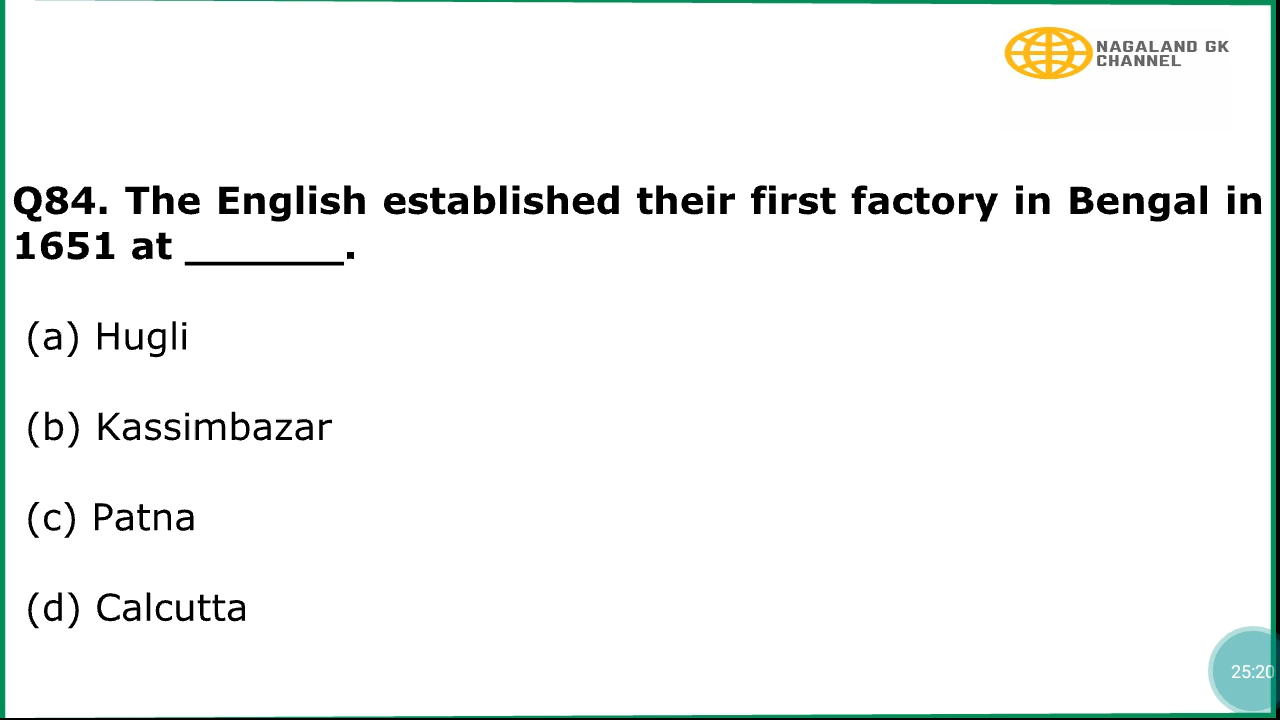 NAGALAND GK
CHANNEL
Q84. The English established their first factory in Bengal in
1651 at ______.
(a) Hugli
(b) Kassimbazar
(c) Patna
(d) Calcutta
25:20